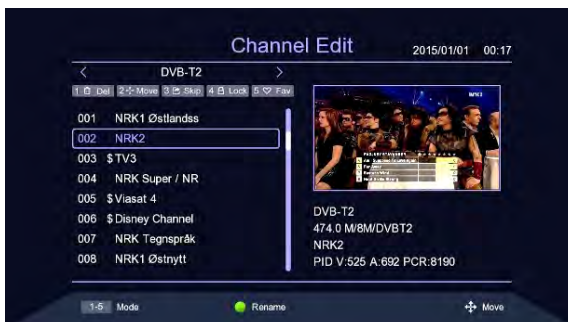 Channel Edit
2015/01/01 00:17
< DVB-T2 >
1 Del 2 Move 3 Skip 4 Lock 5 Fav
001 NRK1 Østlandss
002 NRK2
003 $ TV3
004 NRK Super / NR
005 $ Viasat 4
006 $ Disney Channel
007 NRK Tegnspråk
008 NRK1 Østnytt
NRK2
DVB-T2
474.0 M/8M/DVBT2
NRK2
PID V:525 A:692 PCR:8190
1-5 Mode
Rename
Move